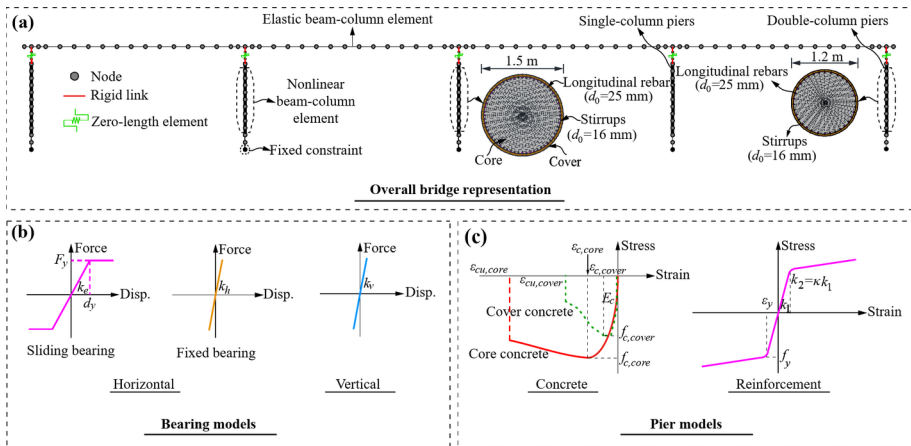 (a)
Elastic beam-column element
Single-column piers
Double-column piers
Node
Rigid link
Zero-length element
Nonlinear
beam-column
element
Fixed constraint
1.5 m
Longitudinal rebars
(d0=25 mm)
Stirrups
(d0=16 mm)
Core
Cover
1.2 m
Longitudinal rebars
(d0=25 mm)
Stirrups
(d0=16 mm)
Overall bridge representation
(b)
Force
Fy
ke
dy
Disp.
Sliding bearing
Force
kh
Disp.
Fixed bearing
Force
kv
Disp.
Horizontal
Vertical
Bearing models
(c)
εc,core
Stress
εcu,core
εc,cover
Strain
εcu,cover
Ec
Cover concrete
fc,cover
Core concrete
fc,core
Concrete
Stress
k2=κk1
εy
k1
Strain
fy
Reinforcement
Pier models